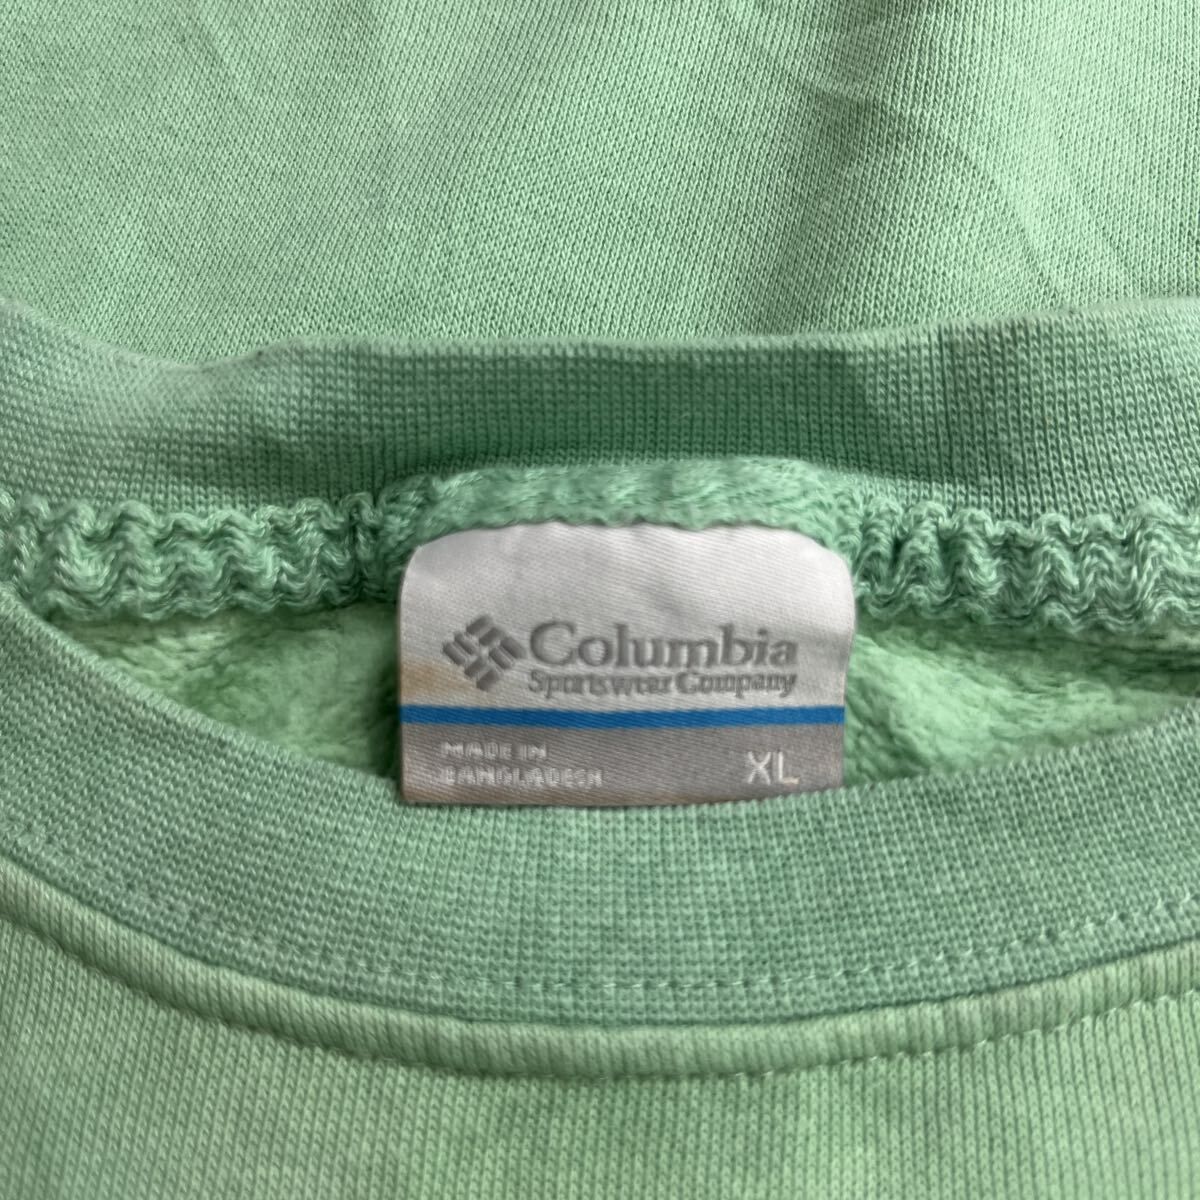 Columbia
Sportswear Company
MADE IN
BANGLADESH
XL